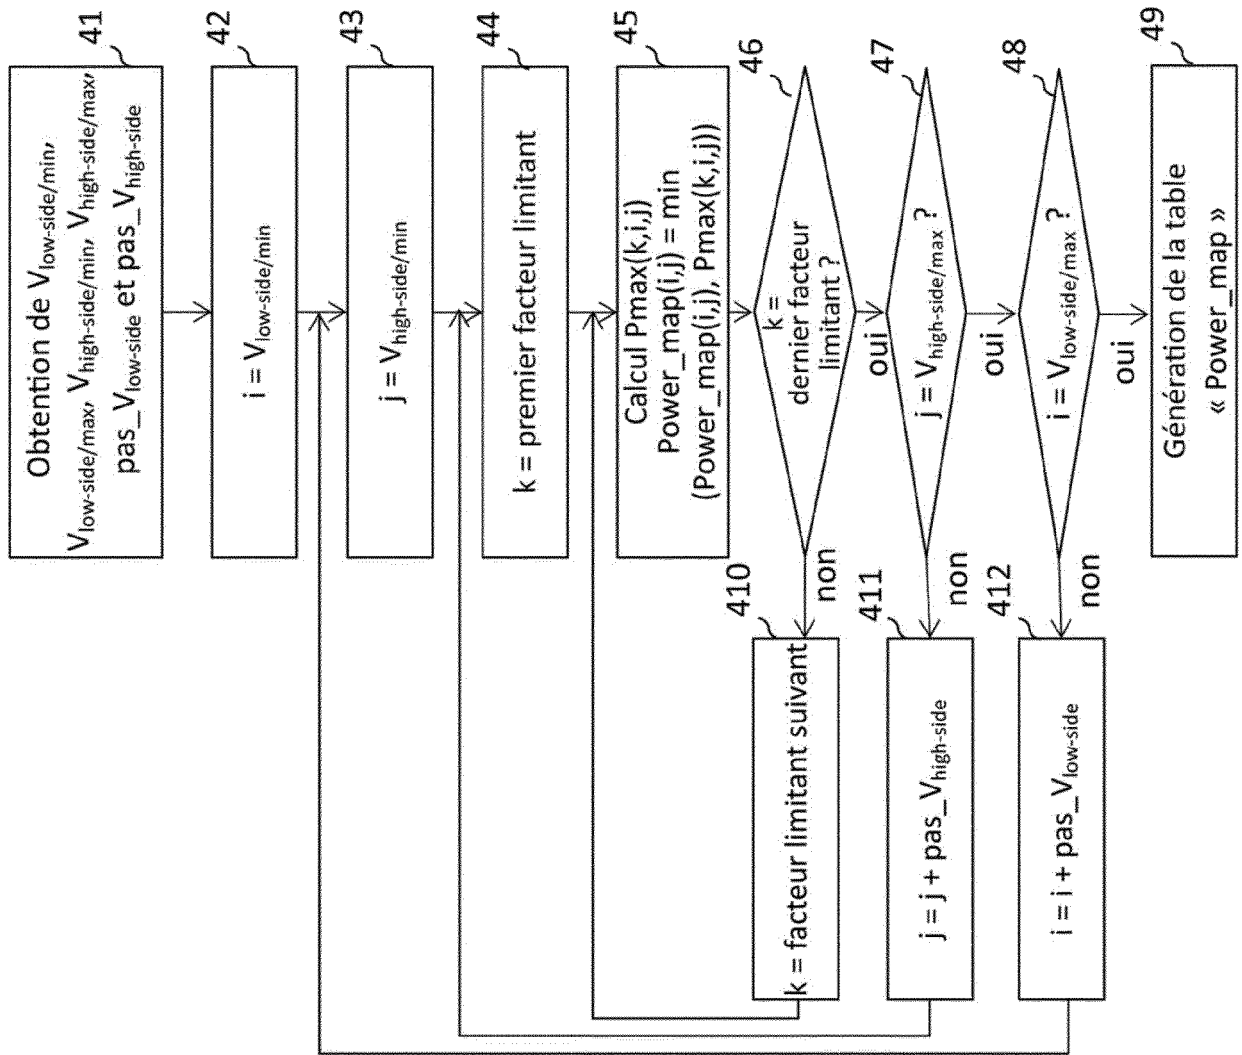 41
Obtention de Vlow-side/min,
Vlow-side/max, Vhigh-side/min, Vhigh-side/max,
pas_Vlow-side et pas_Vhigh-side
42
i = Vlow-side/min
43
j = Vhigh-side/min
44
k = premier facteur limitant
45
Calcul Pmax(k,i,j)
Power_map(i,j) = min
(Power_map(i,j), Pmax(k,i,j))
46
k =
dernier facteur
limitant ?
non
oui
410
k = facteur limitant suivant
47
j = Vhigh-side/max ?
non
oui
411
j = j + pas_Vhigh-side
48
i = Vlow-side/max ?
non
oui
412
i = i + pas_Vlow-side
49
Génération de la table
« Power_map »